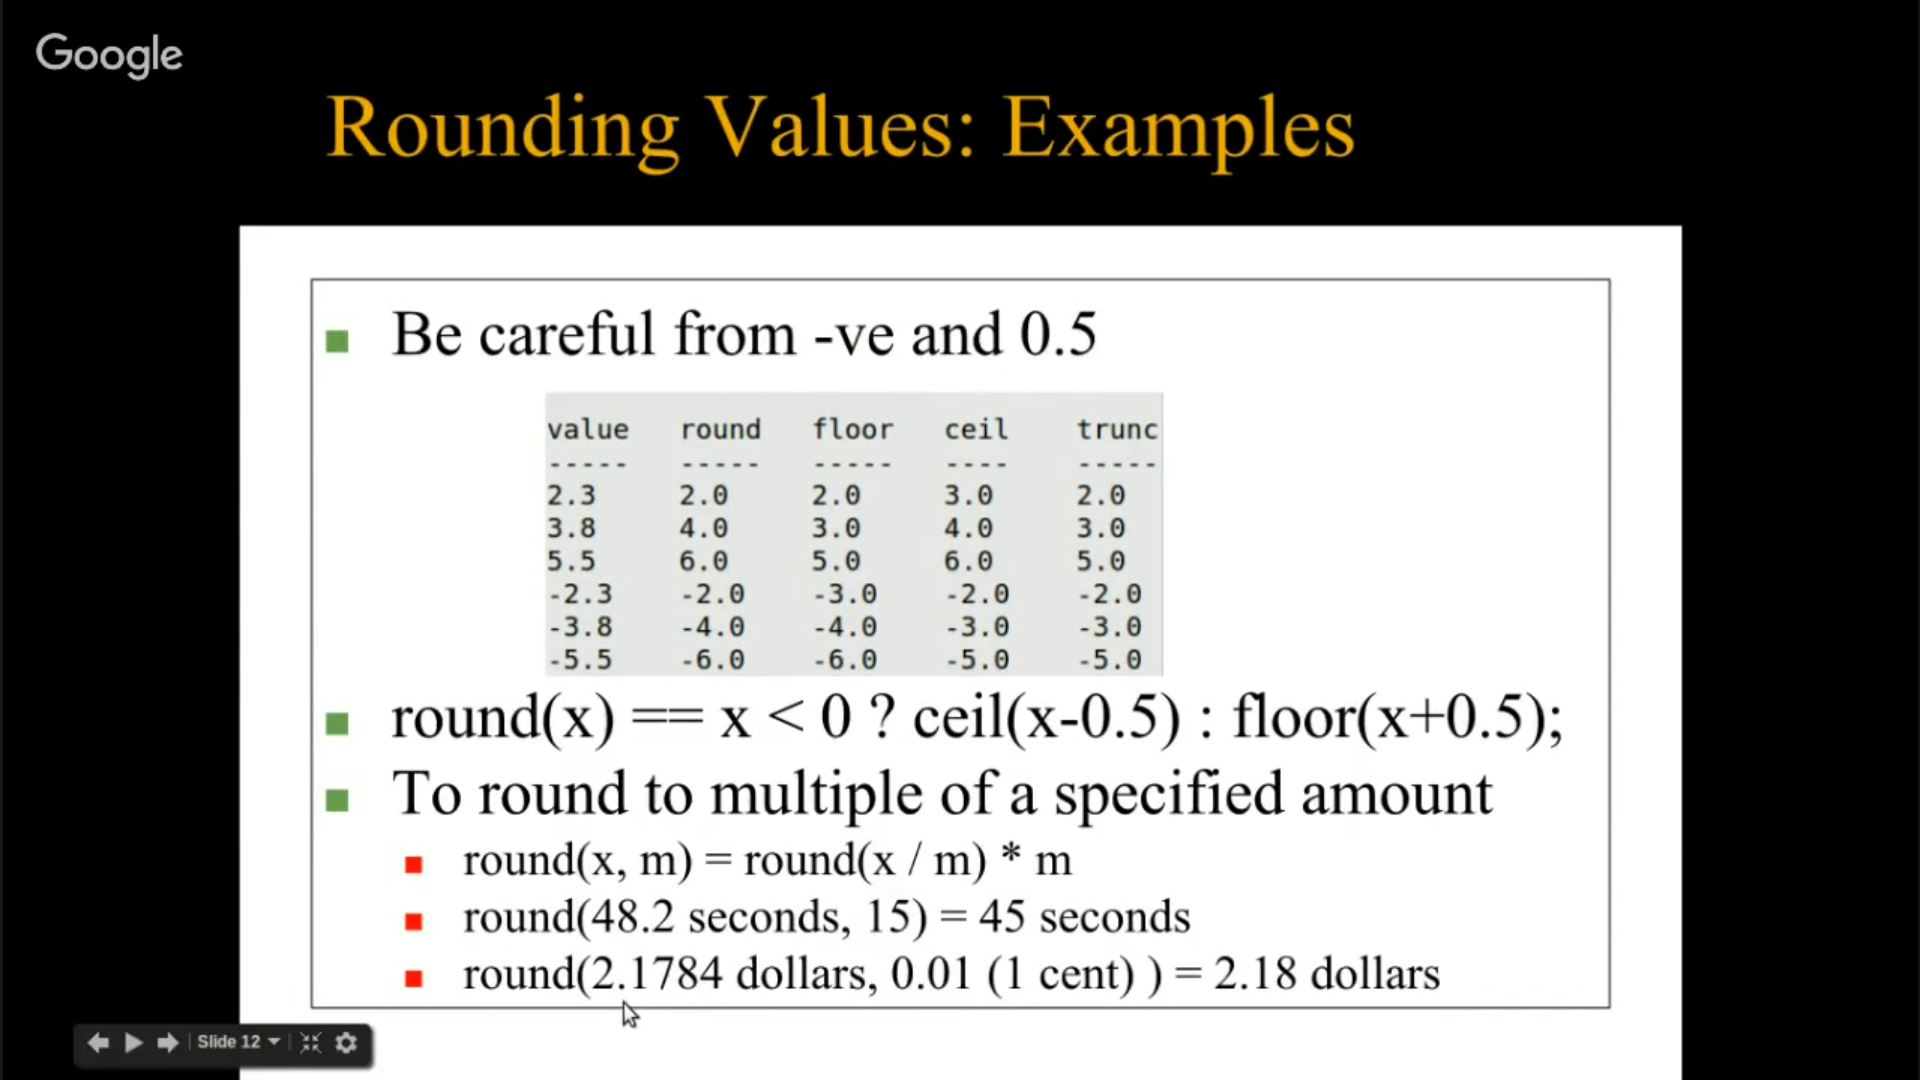 Google
Rounding Values: Examples
Be careful from -ve and 0.5
value round floor ceil trunc
----- ----- ----- ---- -----
2.3 2.0 2.0 3.0 2.0
3.8 4.0 3.0 4.0 3.0
5.5 6.0 5.0 6.0 5.0
-2.3 -2.0 -3.0 -2.0 -2.0
-3.8 -4.0 -4.0 -3.0 -3.0
-5.5 -6.0 -6.0 -5.0 -5.0
round(x) == x < 0 ? ceil(x-0.5) : floor(x+0.5);
To round to multiple of a specified amount
round(x, m) = round(x / m) * m
round(48.2 seconds, 15) = 45 seconds
round(2.1784 dollars, 0.01 (1 cent) ) = 2.18 dollars
Slide 12